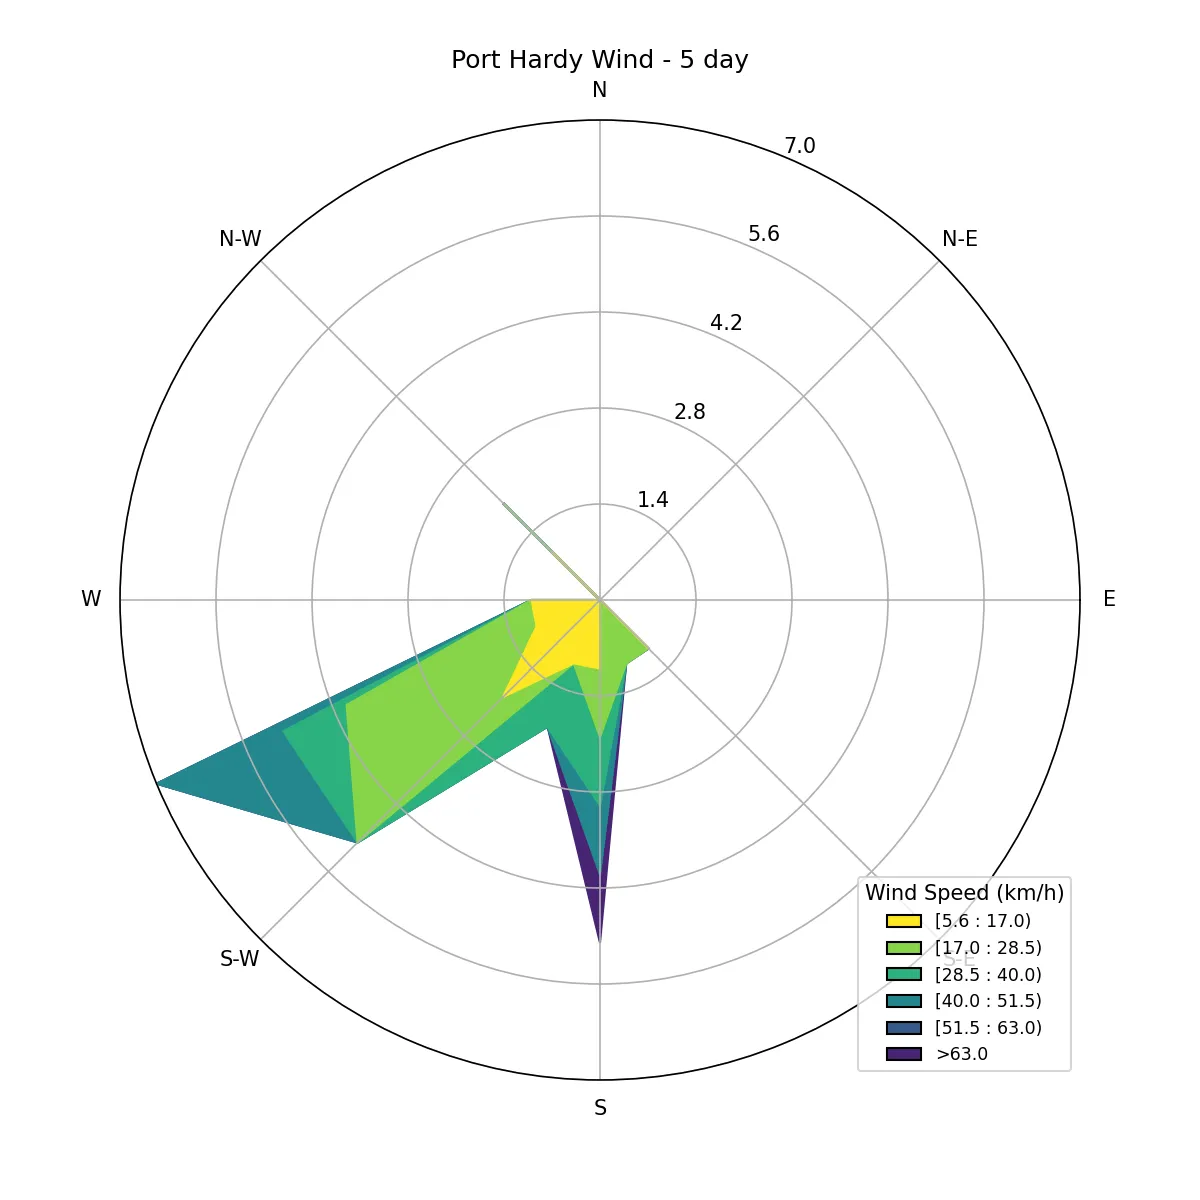 Port Hardy Wind - 5 day
N
7.0
5.6
N-W
N-E
4.2
2.8
1.4
W
E
Wind Speed (km/h)
[5.6 : 17.0)
[17.0 : 28.5)
S-W
S-E
[28.5 : 40.0)
[40.0 : 51.5)
[51.5 : 63.0)
>63.0
S